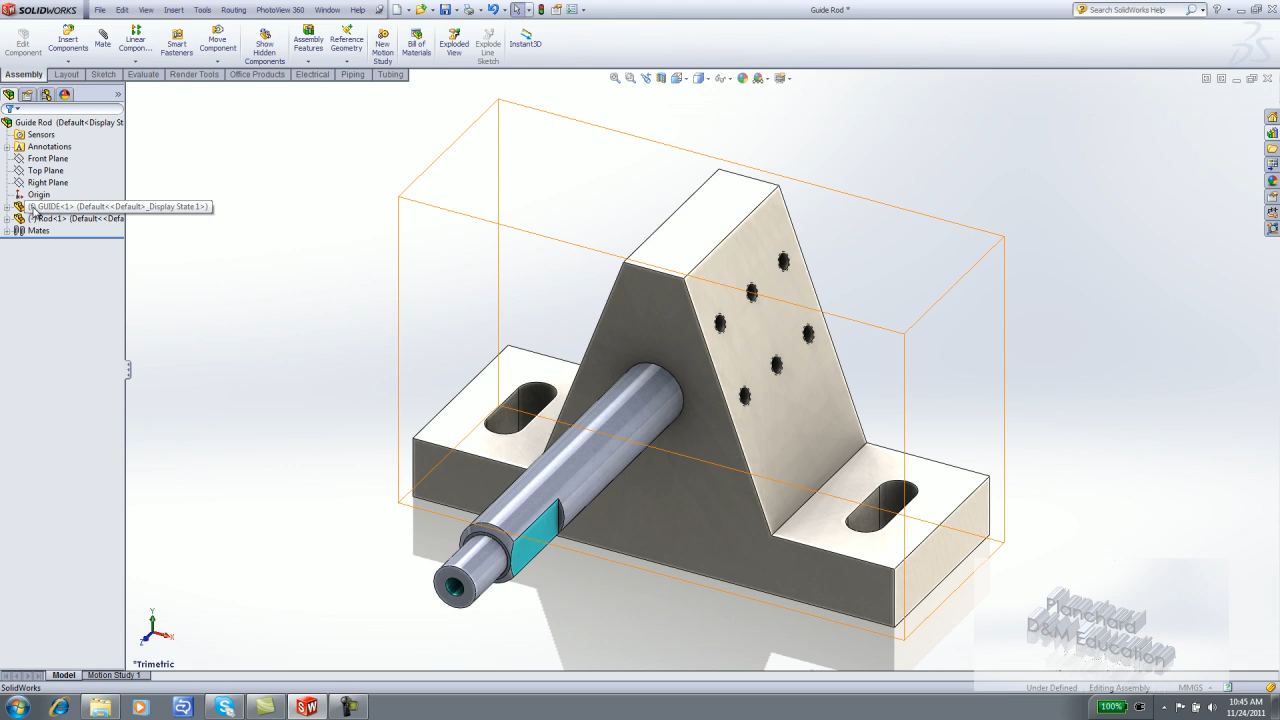 SOLIDWORKS
File Edit View Insert Tools Routing PhotoView 360 Window Help
Guide Rod *
Search SolidWorks Help
Edit Component
Insert Components
Mate
Linear Compon...
Smart Fasteners
Move Component
Show Hidden Components
Assembly Features
Reference Geometry
New Motion Study
Bill of Materials
Exploded View
Explode Line Sketch
Instant3D
Assembly Layout Sketch Evaluate Render Tools Office Products Electrical Piping Tubing
Guide Rod (Default<Display St
Sensors
Annotations
Front Plane
Top Plane
Right Plane
Origin
(f) GUIDE<1> (Default<<Default>_Display State 1>)
(-) Rod<1> (Default<<Defa
Mates
Planchard
D&M Education
Y
X
Z
*Trimetric
Model Motion Study 1
SolidWorks
Under Defined Editing Assembly MMGS
100%
10:45 AM
11/24/2011